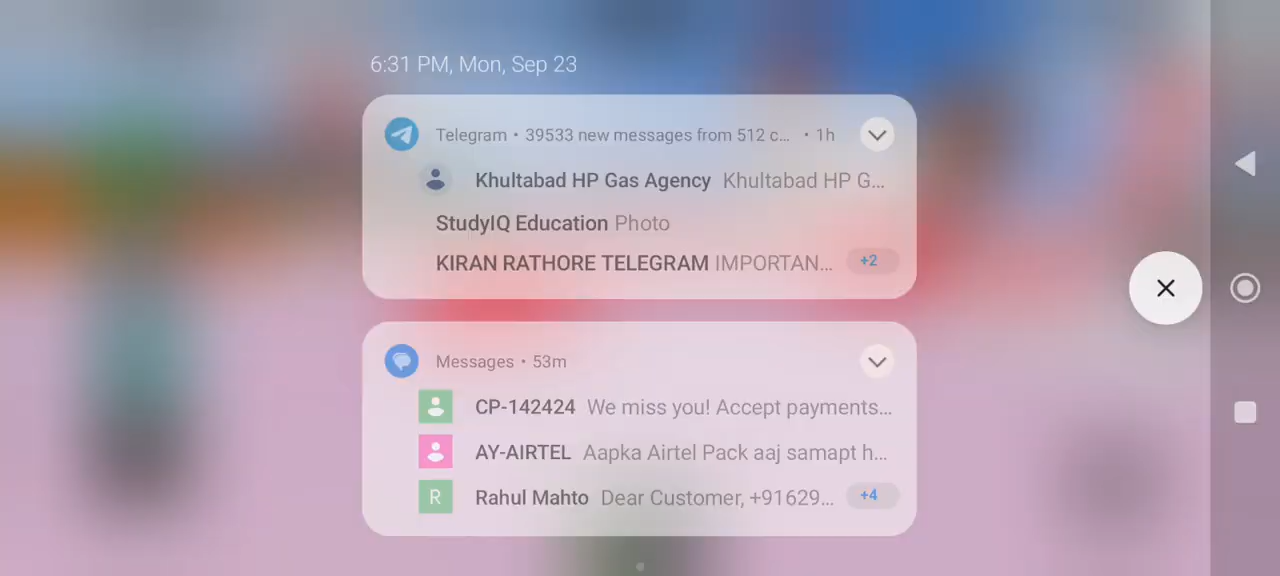 6:31 PM, Mon, Sep 23
Telegram • 39533 new messages from 512 c... • 1h
Khultabad HP Gas Agency Khultabad HP G...
StudyIQ Education Photo
KIRAN RATHORE TELEGRAM IMPORTAN... +2
Messages • 53m
CP-142424 We miss you! Accept payments...
AY-AIRTEL Aapka Airtel Pack aaj samapt h...
R Rahul Mahto Dear Customer, +91629... +4